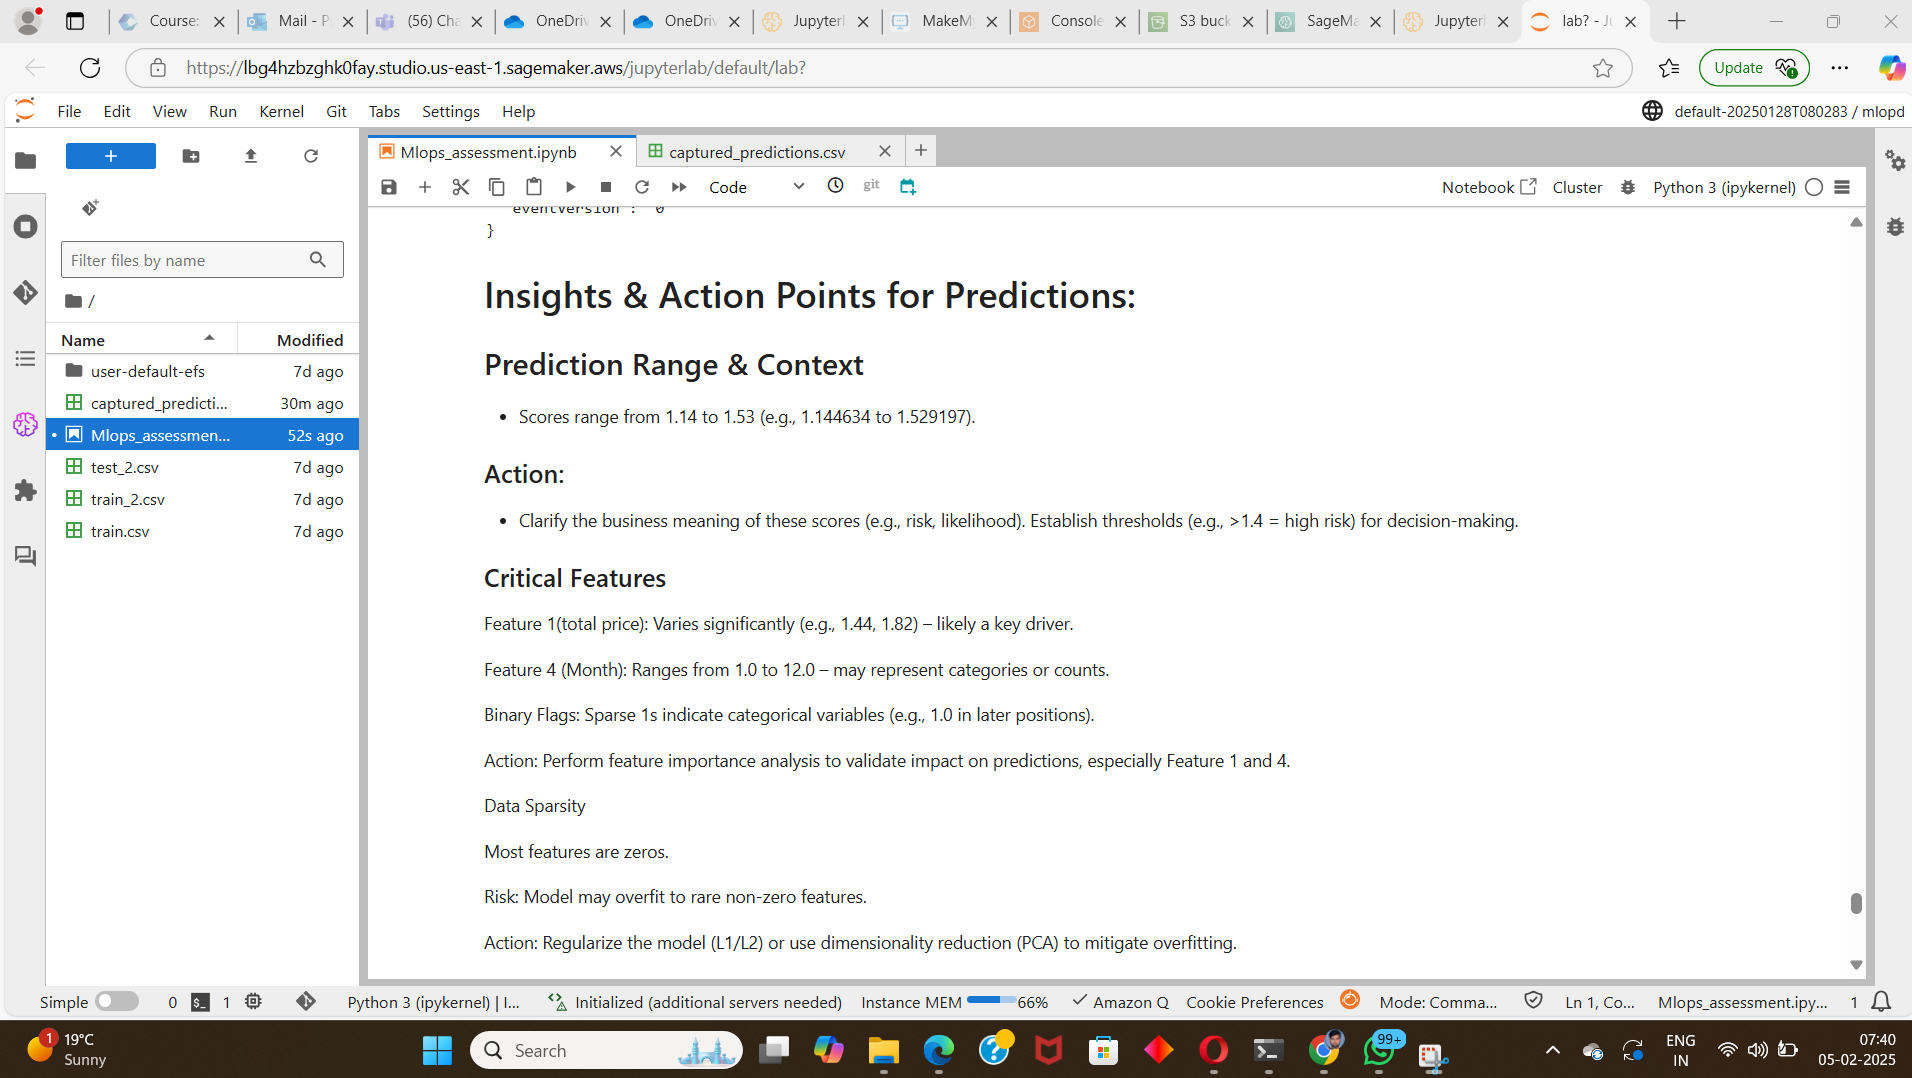 Course:
Mail - P
(56) Cha
OneDriv
OneDriv
Jupyterl
MakeMy
Console
S3 buck
SageMa
Jupyterl
lab? - Ju
https://lbg4hzbzghk0fay.studio.us-east-1.sagemaker.aws/jupyterlab/default/lab?
Update
File Edit View Run Kernel Git Tabs Settings Help
default-20250128T080283 / mlopd
Mlops_assessment.ipynb
captured_predictions.csv
Code
git
Notebook
Cluster
Python 3 (ipykernel)
Filter files by name
/
Name Modified
user-default-efs 7d ago
captured_predicti... 30m ago
Mlops_assessmen... 52s ago
test_2.csv 7d ago
train_2.csv 7d ago
train.csv 7d ago
eventVersion : 0
}
Insights & Action Points for Predictions:
Prediction Range & Context
• Scores range from 1.14 to 1.53 (e.g., 1.144634 to 1.529197).
Action:
• Clarify the business meaning of these scores (e.g., risk, likelihood). Establish thresholds (e.g., >1.4 = high risk) for decision-making.
Critical Features
Feature 1(total price): Varies significantly (e.g., 1.44, 1.82) – likely a key driver.
Feature 4 (Month): Ranges from 1.0 to 12.0 – may represent categories or counts.
Binary Flags: Sparse 1s indicate categorical variables (e.g., 1.0 in later positions).
Action: Perform feature importance analysis to validate impact on predictions, especially Feature 1 and 4.
Data Sparsity
Most features are zeros.
Risk: Model may overfit to rare non-zero features.
Action: Regularize the model (L1/L2) or use dimensionality reduction (PCA) to mitigate overfitting.
Simple 0 $_ 1 Python 3 (ipykernel) | I... Initialized (additional servers needed) Instance MEM 66% Amazon Q Cookie Preferences Mode: Comma... Ln 1, Co... Mlops_assessment.ipy... 1
1
19°C
Sunny
Search
99+
ENG
IN
07:40
05-02-2025